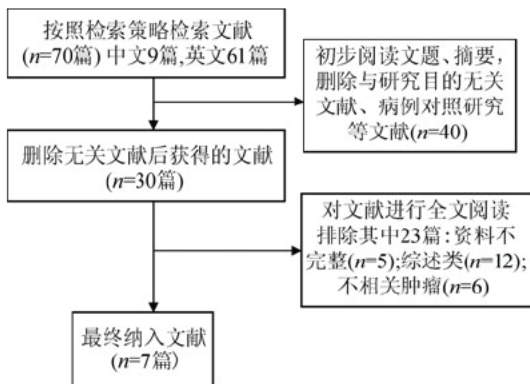 按照检索策略检索文献
(n=70篇) 中文9篇,英文61篇
初步阅读文题、摘要,
删除与研究目的无关
文献、病例对照研究
等文献(n=40)
删除无关文献后获得的文献
(n=30篇)
对文献进行全文阅读
排除其中23篇:资料不
完整(n=5);综述类(n=12);
不相关肿瘤(n=6)
最终纳入文献
(n=7篇)